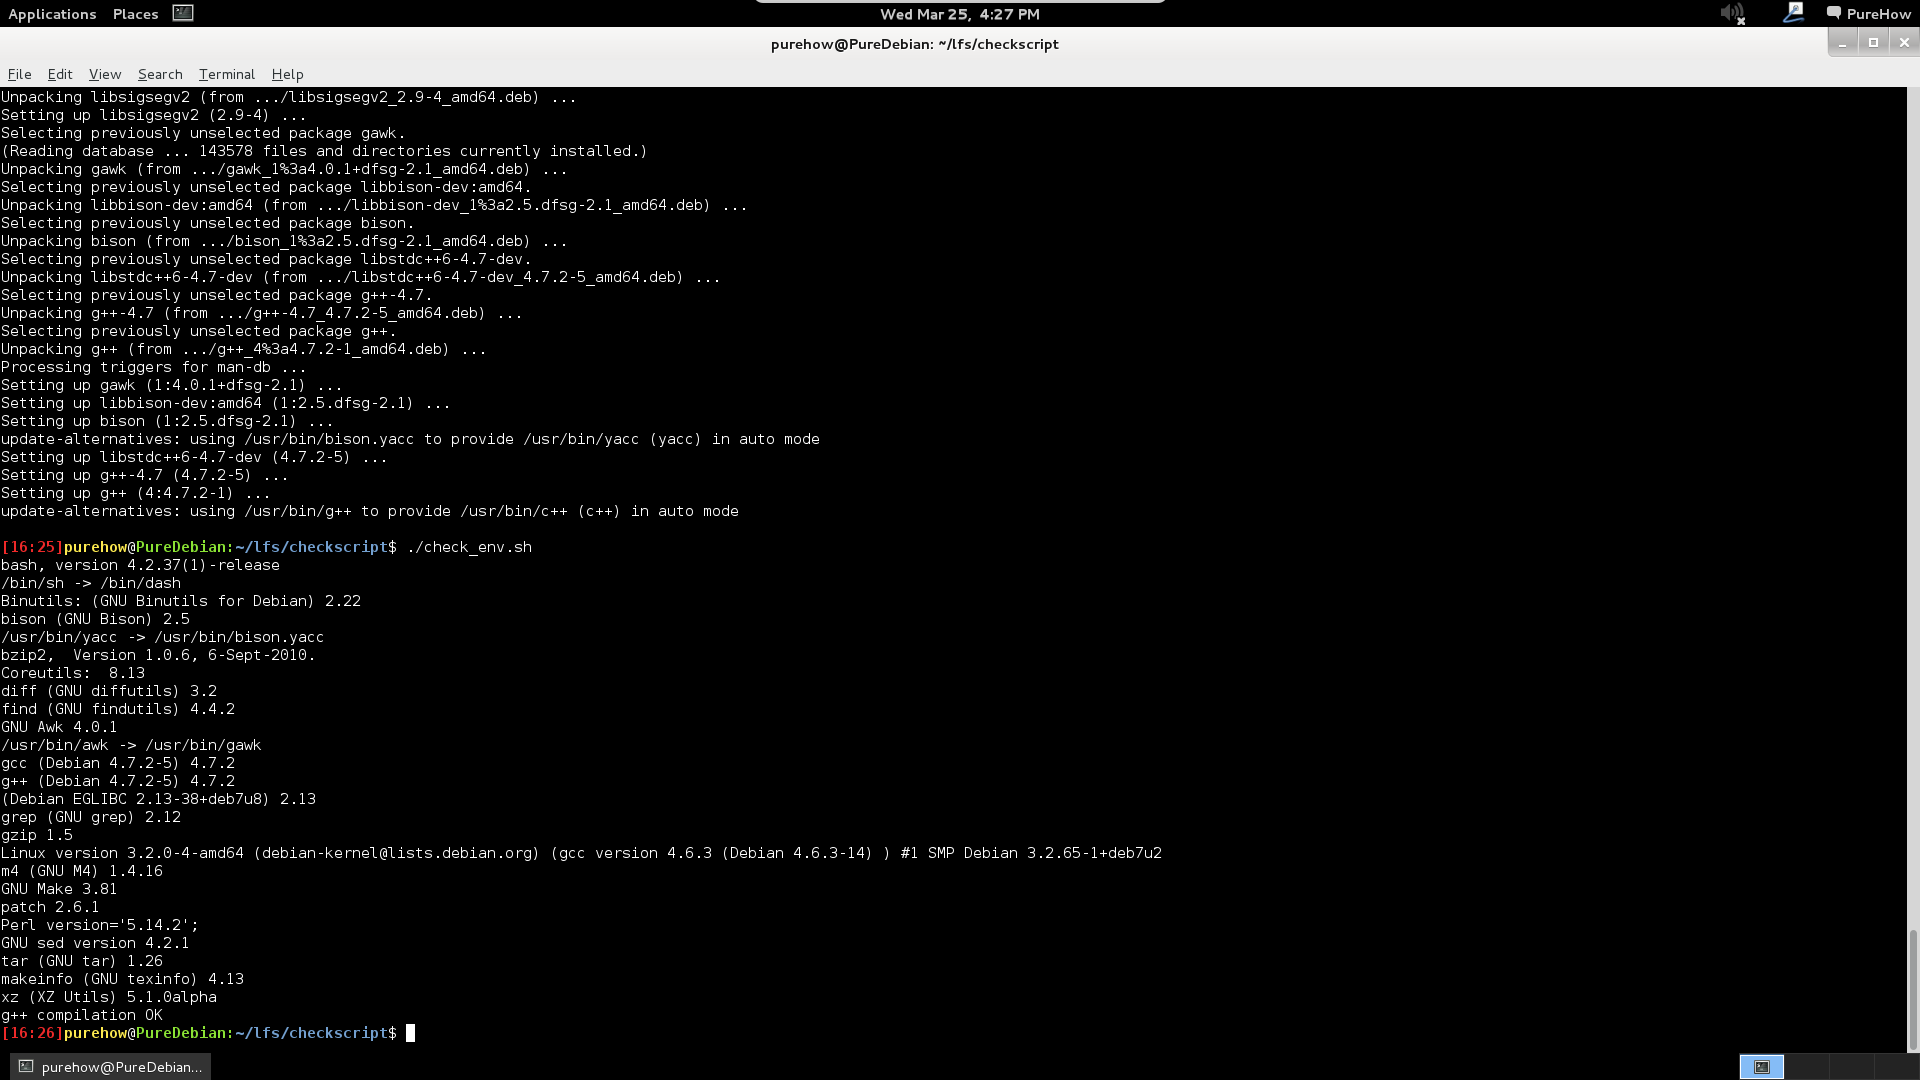 Applications Places
Wed Mar 25, 4:27 PM
PureHow
purehow@PureDebian: ~/lfs/checkscript
File Edit View Search Terminal Help
Unpacking libsigsegv2 (from .../libsigsegv2_2.9-4_amd64.deb) ...
Setting up libsigsegv2 (2.9-4) ...
Selecting previously unselected package gawk.
(Reading database ... 143578 files and directories currently installed.)
Unpacking gawk (from .../gawk_1%3a4.0.1+dfsg-2.1_amd64.deb) ...
Selecting previously unselected package libbison-dev:amd64.
Unpacking libbison-dev:amd64 (from .../libbison-dev_1%3a2.5.dfsg-2.1_amd64.deb) ...
Selecting previously unselected package bison.
Unpacking bison (from .../bison_1%3a2.5.dfsg-2.1_amd64.deb) ...
Selecting previously unselected package libstdc++6-4.7-dev.
Unpacking libstdc++6-4.7-dev (from .../libstdc++6-4.7-dev_4.7.2-5_amd64.deb) ...
Selecting previously unselected package g++-4.7.
Unpacking g++-4.7 (from .../g++-4.7_4.7.2-5_amd64.deb) ...
Selecting previously unselected package g++.
Unpacking g++ (from .../g++_4%3a4.7.2-1_amd64.deb) ...
Processing triggers for man-db ...
Setting up gawk (1:4.0.1+dfsg-2.1) ...
Setting up libbison-dev:amd64 (1:2.5.dfsg-2.1) ...
Setting up bison (1:2.5.dfsg-2.1) ...
update-alternatives: using /usr/bin/bison.yacc to provide /usr/bin/yacc (yacc) in auto mode
Setting up libstdc++6-4.7-dev (4.7.2-5) ...
Setting up g++-4.7 (4.7.2-5) ...
Setting up g++ (4:4.7.2-1) ...
update-alternatives: using /usr/bin/g++ to provide /usr/bin/c++ (c++) in auto mode
[16:25]purehow@PureDebian:~/lfs/checkscript$ ./check_env.sh
bash, version 4.2.37(1)-release
/bin/sh -> /bin/dash
Binutils: (GNU Binutils for Debian) 2.22
bison (GNU Bison) 2.5
/usr/bin/yacc -> /usr/bin/bison.yacc
bzip2,  Version 1.0.6, 6-Sept-2010.
Coreutils:  8.13
diff (GNU diffutils) 3.2
find (GNU findutils) 4.4.2
GNU Awk 4.0.1
/usr/bin/awk -> /usr/bin/gawk
gcc (Debian 4.7.2-5) 4.7.2
g++ (Debian 4.7.2-5) 4.7.2
(Debian EGLIBC 2.13-38+deb7u8) 2.13
grep (GNU grep) 2.12
gzip 1.5
Linux version 3.2.0-4-amd64 (debian-kernel@lists.debian.org) (gcc version 4.6.3 (Debian 4.6.3-14) ) #1 SMP Debian 3.2.65-1+deb7u2
m4 (GNU M4) 1.4.16
GNU Make 3.81
patch 2.6.1
Perl version='5.14.2';
GNU sed version 4.2.1
tar (GNU tar) 1.26
makeinfo (GNU texinfo) 4.13
xz (XZ Utils) 5.1.0alpha
g++ compilation OK
[16:26]purehow@PureDebian:~/lfs/checkscript$
purehow@PureDebian...